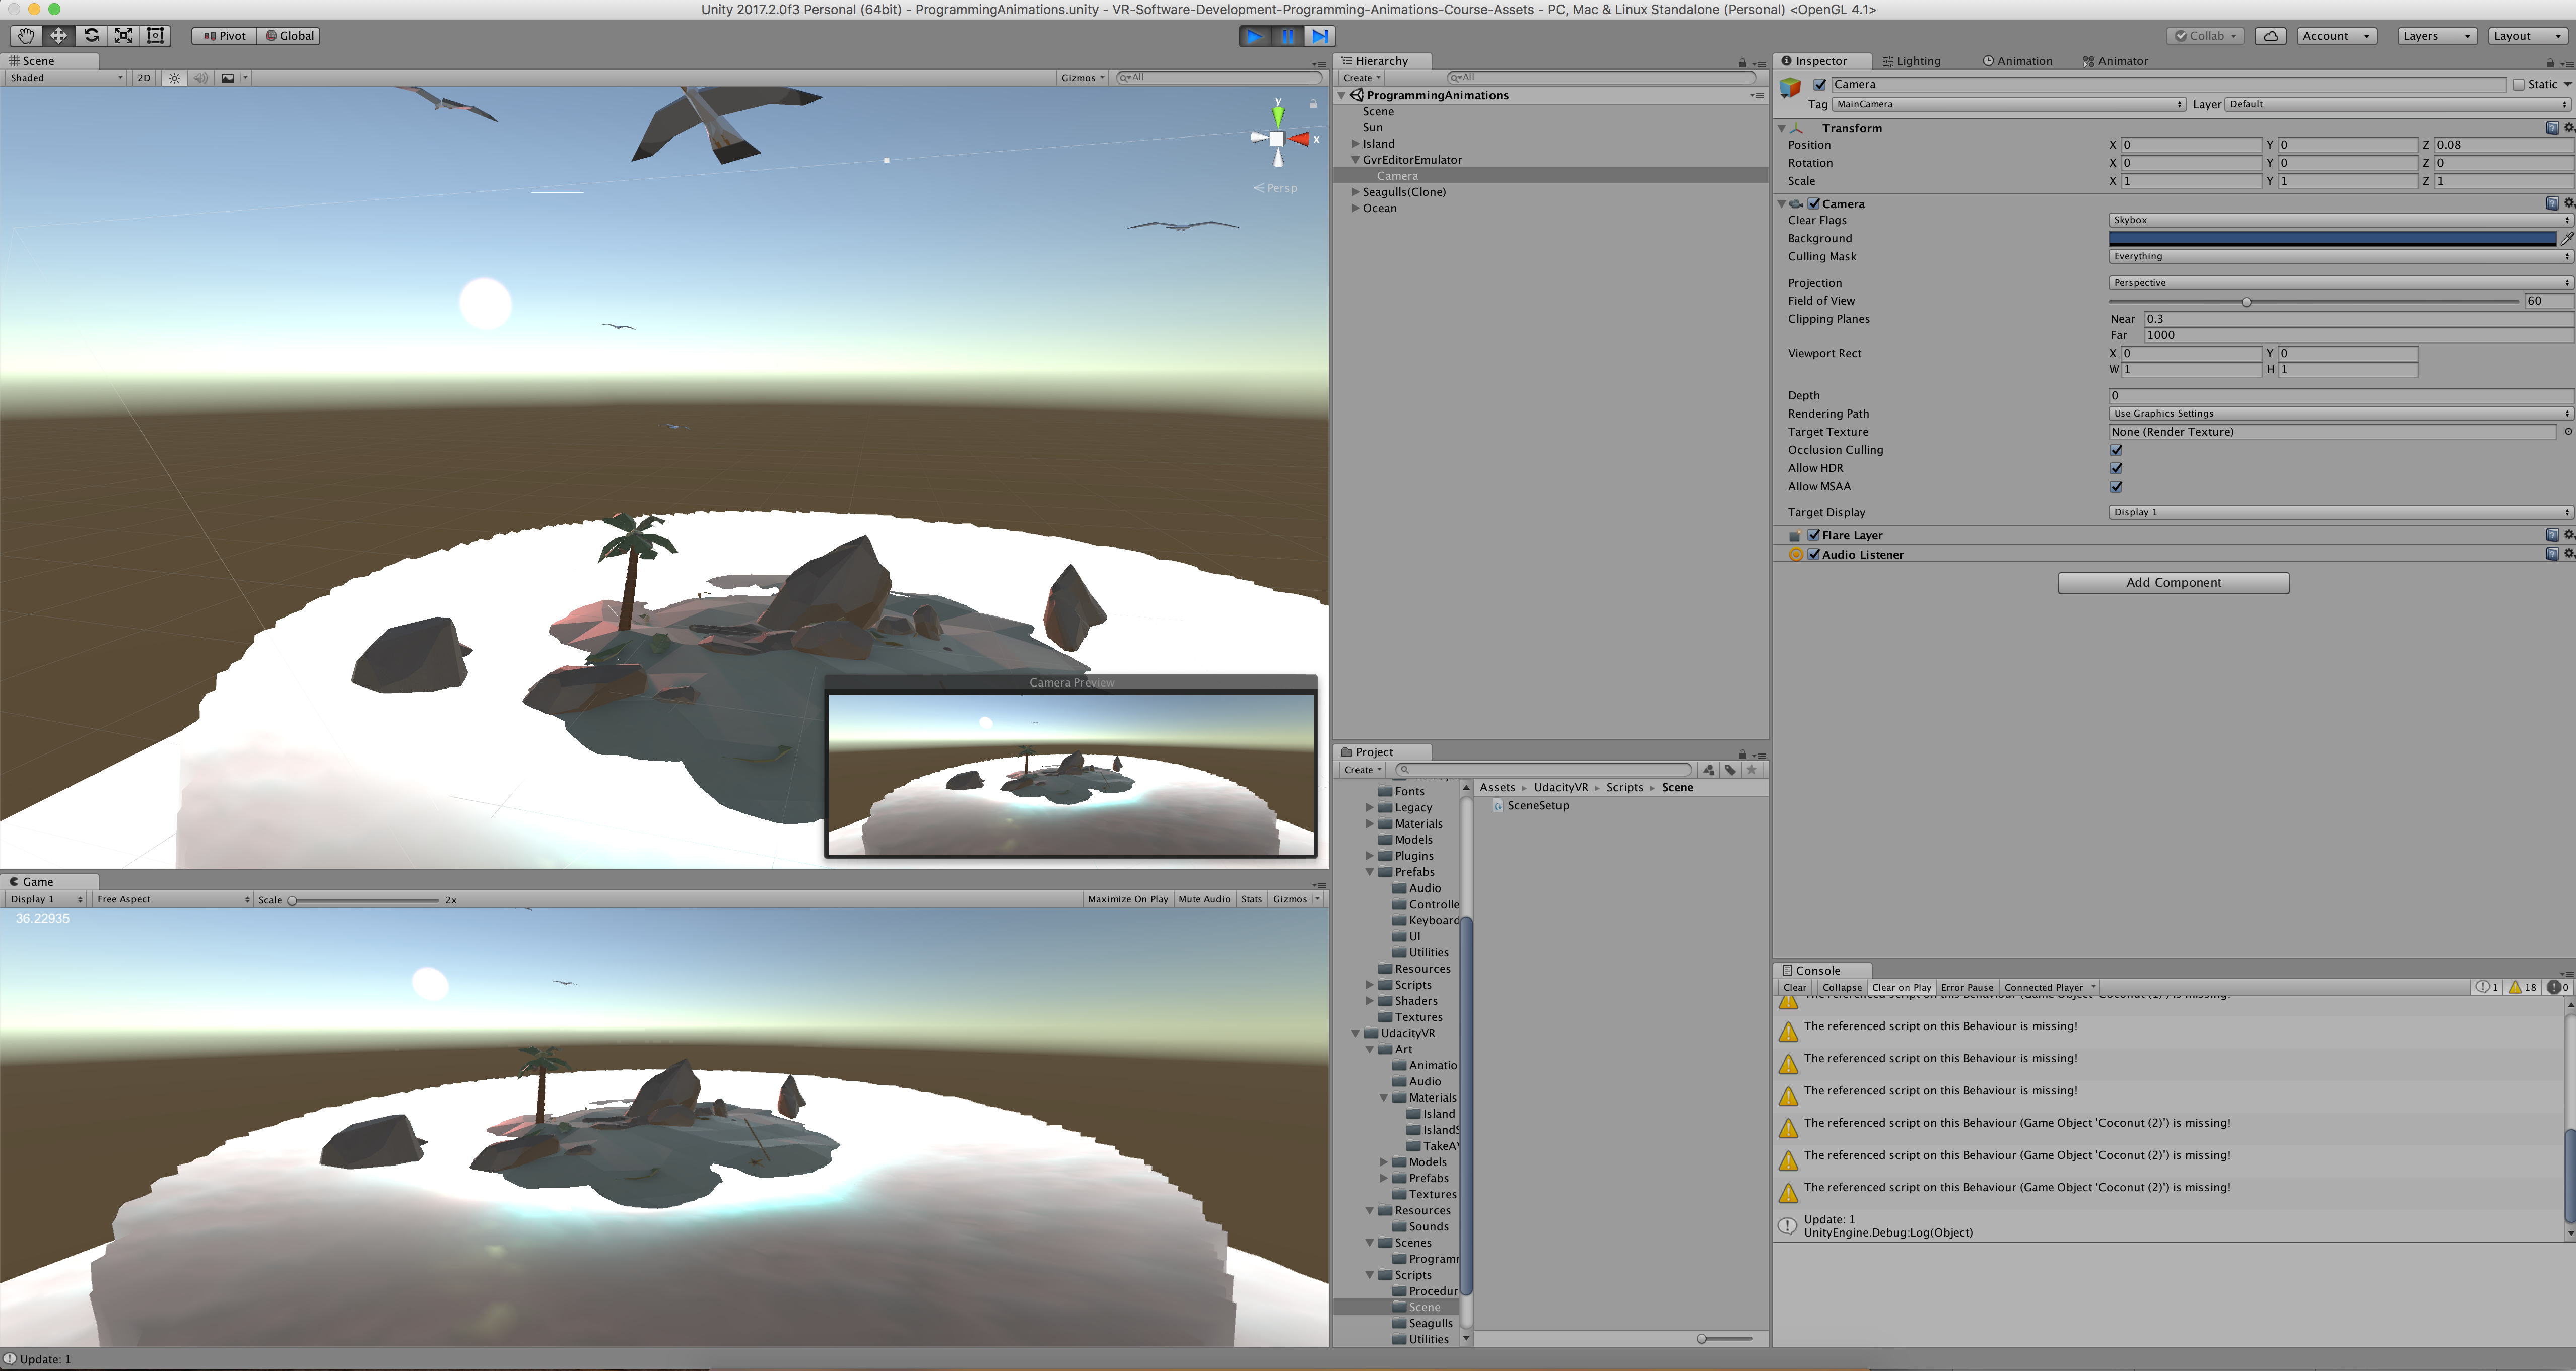 Unity 2017.2.0f3 Personal (64bit) - ProgrammingAnimations.unity - VR-Software-Development-Programming-Animations-Course-Assets - PC, Mac & Linux Standalone (Personal) <OpenGL 4.1>
Pivot Global
Collab Account Layers Layout
Scene
Shaded 2D Gizmos All
y
x
Persp
Camera Preview
Game
Display 1 Free Aspect Scale 2x Maximize On Play Mute Audio Stats Gizmos
36.22935
Hierarchy
Create All
ProgrammingAnimations
Scene
Sun
Island
GvrEditorEmulator
Camera
Seagulls(Clone)
Ocean
Project
Create
Fonts
Legacy
Materials
Models
Plugins
Prefabs
Audio
Controlle
Keyboard
UI
Utilities
Resources
Scripts
Shaders
Textures
UdacityVR
Art
Animatio
Audio
Materials
Island
IslandS
TakeA
Models
Prefabs
Textures
Resources
Sounds
Scenes
Programm
Scripts
Procedur
Scene
Seagulls
Utilities
Assets UdacityVR Scripts Scene
SceneSetup
Inspector Lighting Animation Animator
Camera Static
Tag MainCamera Layer Default
Transform
Position X 0 Y 0 Z 0.08
Rotation X 0 Y 0 Z 0
Scale X 1 Y 1 Z 1
Camera
Clear Flags Skybox
Background
Culling Mask Everything
Projection Perspective
Field of View 60
Clipping Planes Near 0.3
Far 1000
Viewport Rect X 0 Y 0
W 1 H 1
Depth 0
Rendering Path Use Graphics Settings
Target Texture None (Render Texture)
Occlusion Culling
Allow HDR
Allow MSAA
Target Display Display 1
Flare Layer
Audio Listener
Add Component
Console
Clear Collapse Clear on Play Error Pause Connected Player 1 18 0
The referenced script on this Behaviour (Game Object 'Coconut (1)') is missing!
The referenced script on this Behaviour is missing!
The referenced script on this Behaviour is missing!
The referenced script on this Behaviour is missing!
The referenced script on this Behaviour (Game Object 'Coconut (2)') is missing!
The referenced script on this Behaviour (Game Object 'Coconut (2)') is missing!
The referenced script on this Behaviour (Game Object 'Coconut (2)') is missing!
Update: 1
UnityEngine.Debug:Log(Object)
Update: 1